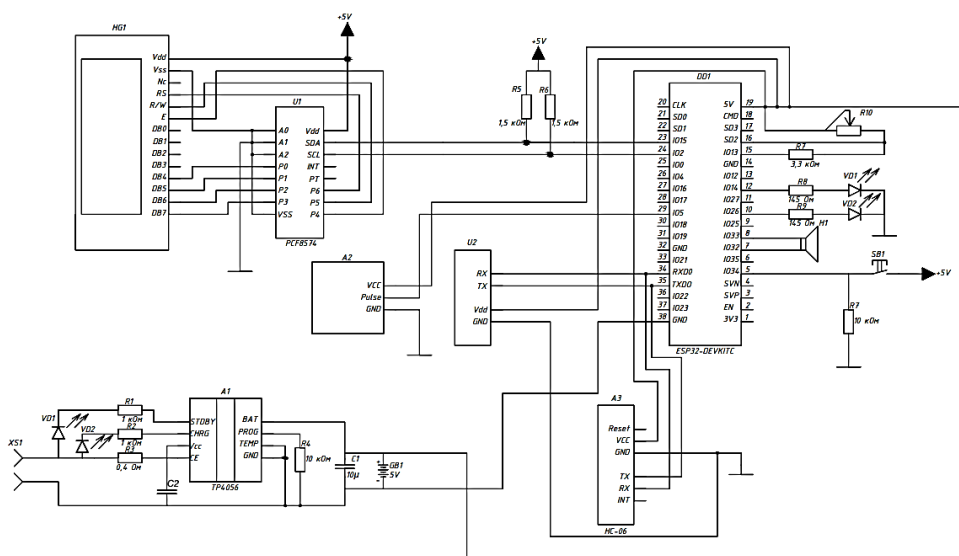 HG1
Vdd
Vss
Nc
RS
R/W
E
DB0
DB1
DB2
DB3
DB4
DB5
DB6
DB7
+5V
U1
A0
A1
A2
P0
P1
P2
P3
VSS
Vdd
SDA
SCL
INT
PT
P6
P5
P4
PCF8574
+5V
R5
1,5 кОм
R6
1,5 кОм
DD1
20 CLK
21 SD0
22 SD1
23 IO15
24 IO2
25 IO0
26 IO4
27 IO16
28 IO17
29 IO5
30 IO18
31 IO19
32 GND
33 IO21
34 RXD0
35 TXD0
36 IO22
37 IO23
38 GND
5V 19
CMD 18
SD3 17
SD2 16
IO13 15
GND 14
IO12 13
IO14 12
IO27 11
IO26 10
IO25 9
IO33 8
IO32 7
IO35 6
IO34 5
SVN 4
SVP 3
EN 2
3V3 1
ESP32-DEVKITC
R10
R7
3,3 кОм
R8
145 Ом
VD1
R9
145 Ом
VD2
H1
SB1
+5V
R7
10 кОм
A2
VCC
Pulse
GND
U2
RX
TX
Vdd
GND
A3
Reset
VCC
GND
TX
RX
INT
HC-06
XS1
VD1
VD2
R1
1 кОм
R2
1 кОм
R3
0,4 Ом
C2
A1
STDBY
CHRG
Vcc
CE
BAT
PROG
TEMP
GND
TP4056
R4
10 кОм
C1
10µ
+
GB1
5V
-